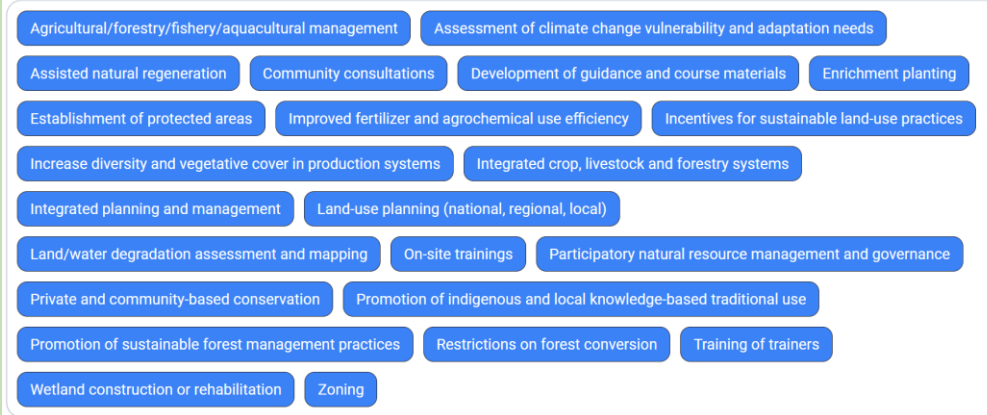 Agricultural/forestry/fishery/aquacultural management Assessment of climate change vulnerability and adaptation needs
Assisted natural regeneration Community consultations Development of guidance and course materials Enrichment planting
Establishment of protected areas Improved fertilizer and agrochemical use efficiency Incentives for sustainable land-use practices
Increase diversity and vegetative cover in production systems Integrated crop, livestock and forestry systems
Integrated planning and management Land-use planning (national, regional, local)
Land/water degradation assessment and mapping On-site trainings Participatory natural resource management and governance
Private and community-based conservation Promotion of indigenous and local knowledge-based traditional use
Promotion of sustainable forest management practices Restrictions on forest conversion Training of trainers
Wetland construction or rehabilitation Zoning